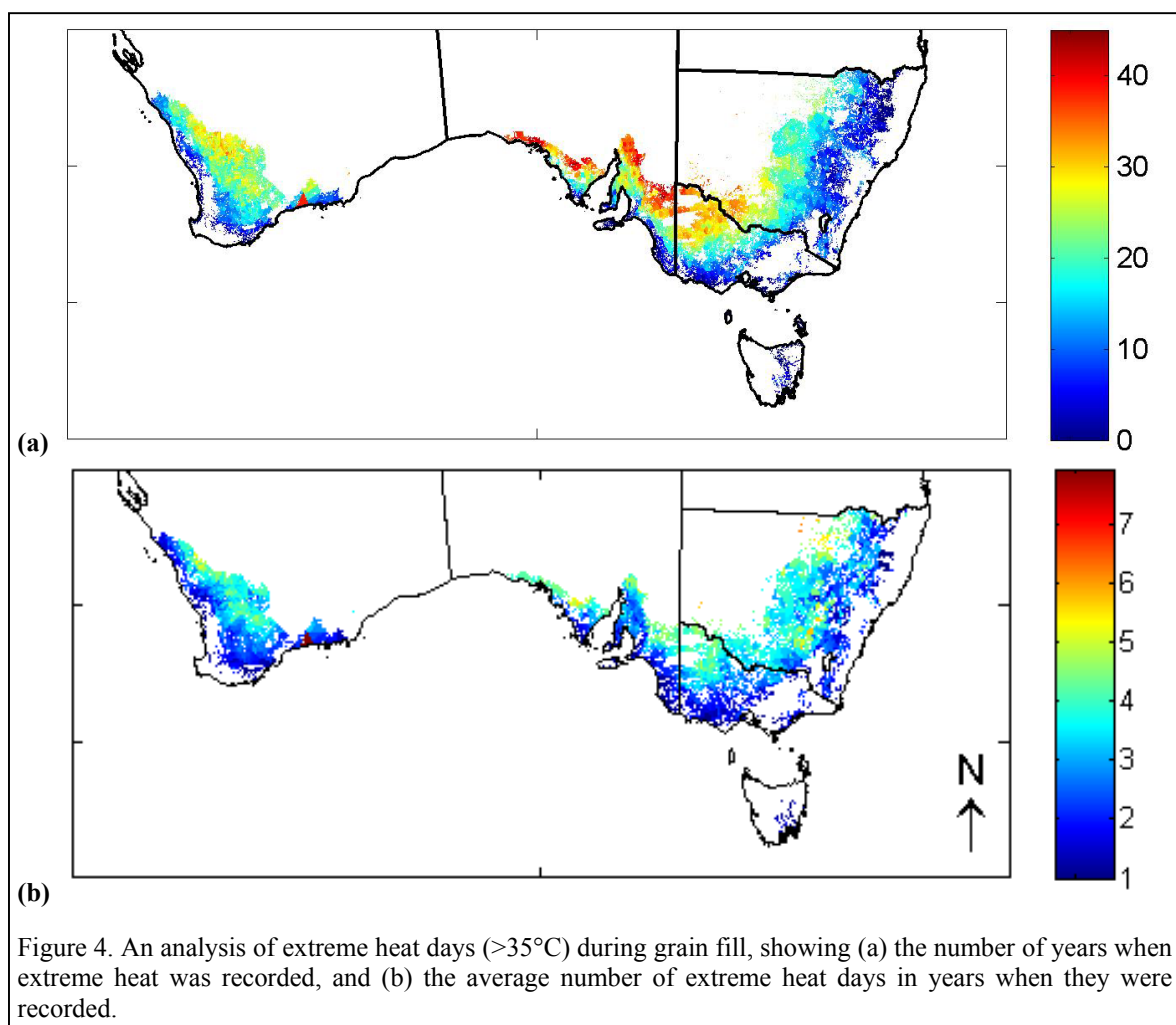 40
30
20
10
0
(a)
7
6
5
4
3
2
1
N
(b)
Figure 4. An analysis of extreme heat days (>35°C) during grain fill, showing (a) the number of years when
extreme heat was recorded, and (b) the average number of extreme heat days in years when they were
recorded.